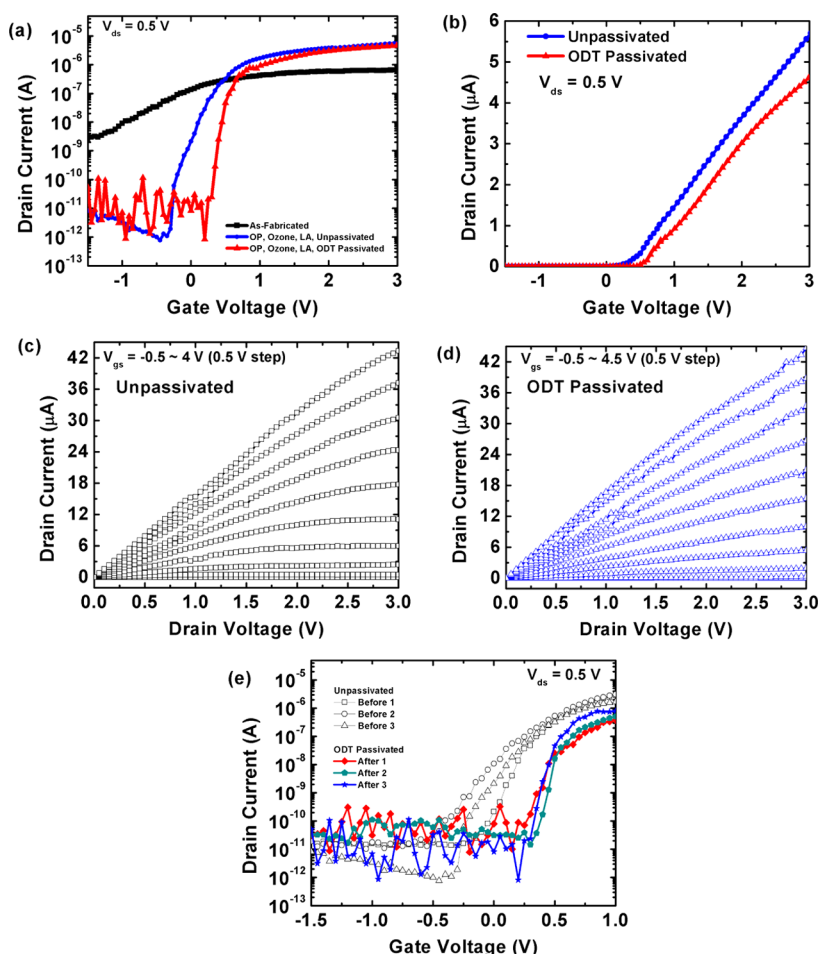 (a)
V_ds = 0.5 V
10^-5
10^-6
10^-7
10^-8
10^-9
10^-10
10^-11
10^-12
10^-13
Drain Current (A)
As-Fabricated
OP, Ozone, LA, Unpassivated
OP, Ozone, LA, ODT Passivated
-1 0 1 2 3
Gate Voltage (V)
(b)
Unpassivated
ODT Passivated
V_ds = 0.5 V
6
5
4
3
2
1
0
Drain Current (μA)
-1 0 1 2 3
Gate Voltage (V)
(c)
V_gs = -0.5 ~ 4 V (0.5 V step)
Unpassivated
42
36
30
24
18
12
6
0
Drain Current (μA)
0.0 0.5 1.0 1.5 2.0 2.5 3.0
Drain Voltage (V)
(d)
V_gs = -0.5 ~ 4.5 V (0.5 V step)
ODT Passivated
42
36
30
24
18
12
6
0
Drain Current (μA)
0.0 0.5 1.0 1.5 2.0 2.5 3.0
Drain Voltage (V)
(e)
V_ds = 0.5 V
Unpassivated
Before 1
Before 2
Before 3
ODT Passivated
After 1
After 2
After 3
10^-5
10^-6
10^-7
10^-8
10^-9
10^-10
10^-11
10^-12
10^-13
Drain Current (A)
-1.5 -1.0 -0.5 0.0 0.5 1.0
Gate Voltage (V)